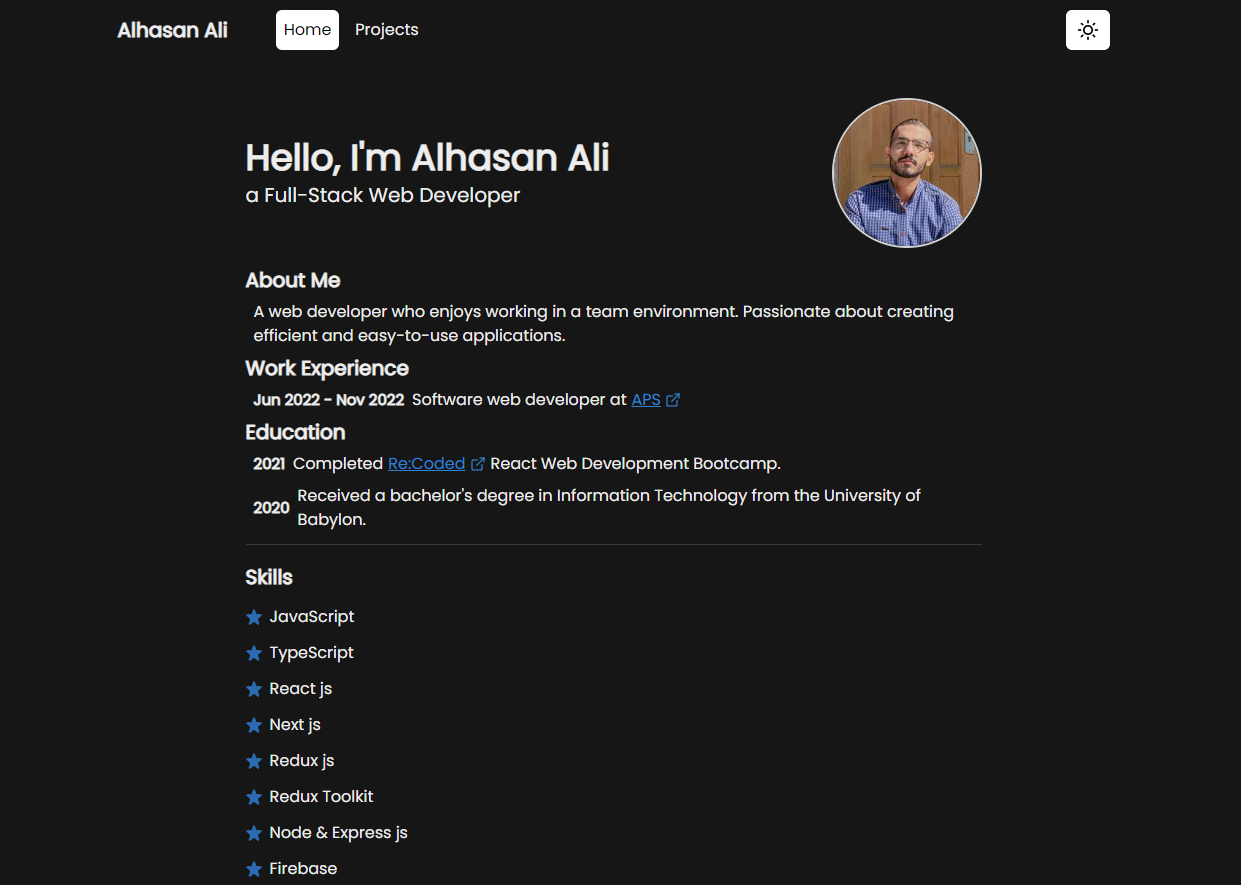 Alhasan Ali Home Projects
Hello, I'm Alhasan Ali
a Full-Stack Web Developer
About Me
A web developer who enjoys working in a team environment. Passionate about creating
efficient and easy-to-use applications.
Work Experience
Jun 2022 - Nov 2022 Software web developer at APS
Education
2021 Completed Re:Coded React Web Development Bootcamp.
2020 Received a bachelor's degree in Information Technology from the University of
Babylon.
Skills
JavaScript
TypeScript
React js
Next js
Redux js
Redux Toolkit
Node & Express js
Firebase